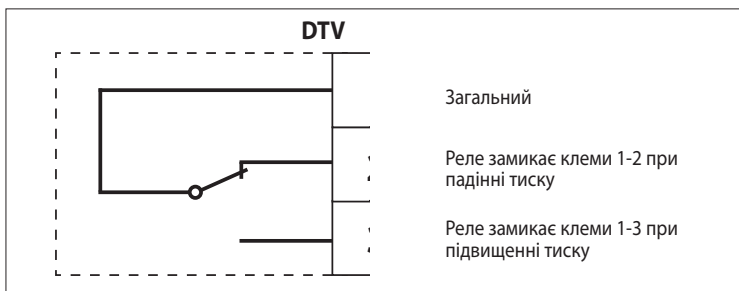 DTV
Загальний
Реле замикає клеми 1-2 при
падінні тиску
Реле замикає клеми 1-3 при
підвищенні тиску